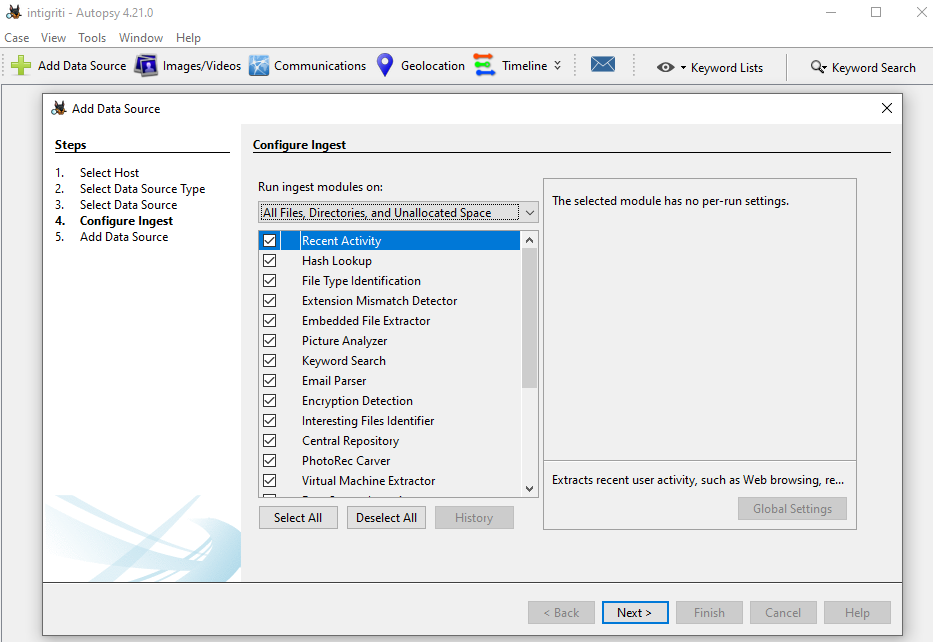 intigriti - Autopsy 4.21.0
Case View Tools Window Help
Add Data Source Images/Videos Communications Geolocation Timeline Keyword Lists Keyword Search
Add Data Source
Steps
1. Select Host
2. Select Data Source Type
3. Select Data Source
4. Configure Ingest
5. Add Data Source
Configure Ingest
Run ingest modules on:
All Files, Directories, and Unallocated Space
Recent Activity
Hash Lookup
File Type Identification
Extension Mismatch Detector
Embedded File Extractor
Picture Analyzer
Keyword Search
Email Parser
Encryption Detection
Interesting Files Identifier
Central Repository
PhotoRec Carver
Virtual Machine Extractor
Select All Deselect All History
The selected module has no per-run settings.
Extracts recent user activity, such as Web browsing, re...
Global Settings
< Back Next > Finish Cancel Help